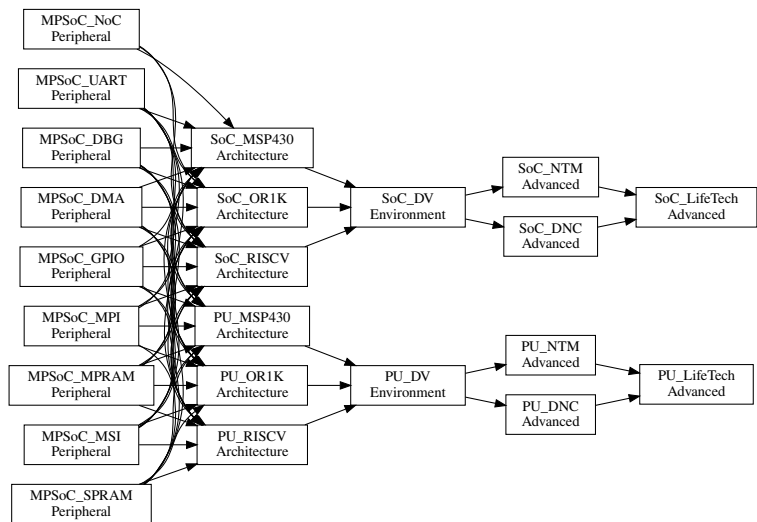 MPSoC_NoC
Peripheral
MPSoC_UART
Peripheral
MPSoC_DBG
Peripheral
MPSoC_DMA
Peripheral
MPSoC_GPIO
Peripheral
MPSoC_MPI
Peripheral
MPSoC_MPRAM
Peripheral
MPSoC_MSI
Peripheral
MPSoC_SPRAM
Peripheral
SoC_MSP430
Architecture
SoC_OR1K
Architecture
SoC_RISCV
Architecture
PU_MSP430
Architecture
PU_OR1K
Architecture
PU_RISCV
Architecture
SoC_DV
Environment
PU_DV
Environment
SoC_NTM
Advanced
SoC_DNC
Advanced
PU_NTM
Advanced
PU_DNC
Advanced
SoC_LifeTech
Advanced
PU_LifeTech
Advanced